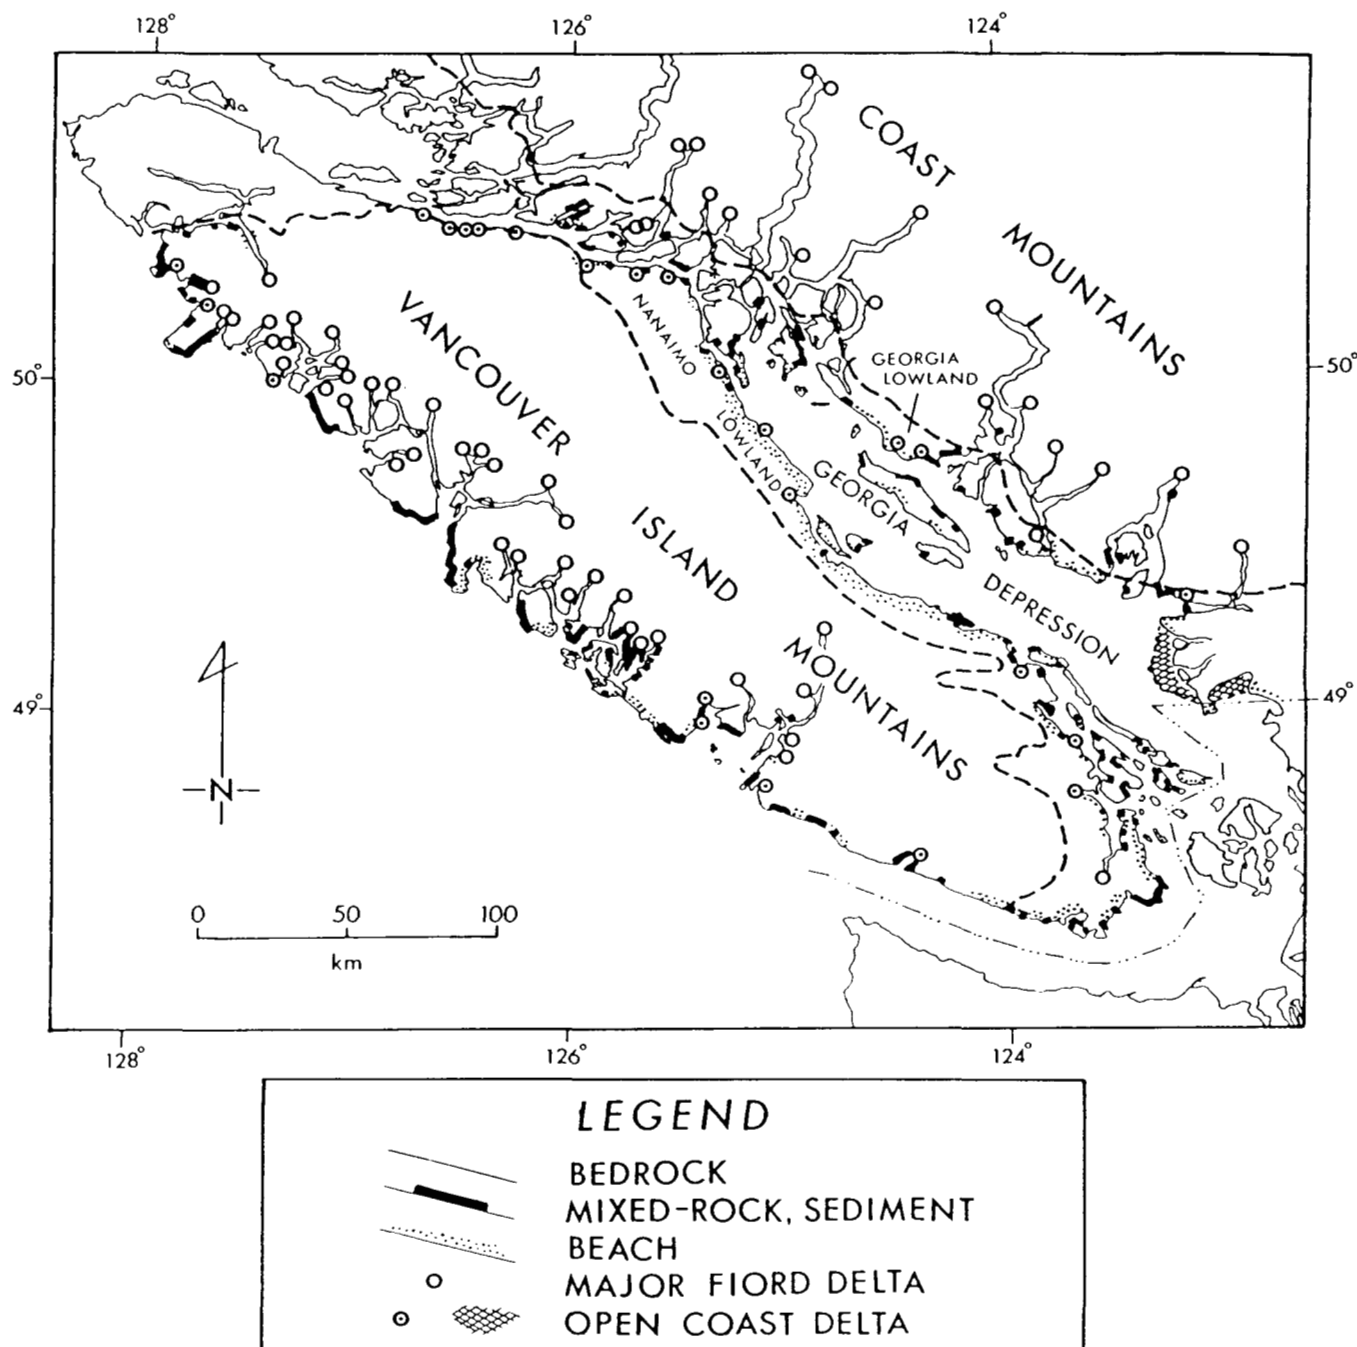 128° 126° 124°
COAST
MOUNTAINS
VANCOUVER
ISLAND
MOUNTAINS
NANAIMO
LOWLAND
GEORGIA
LOWLAND
GEORGIA
DEPRESSION
50° 50°
49° 49°
N
0 50 100
km
128° 126° 124°
LEGEND
BEDROCK
MIXED-ROCK, SEDIMENT
BEACH
MAJOR FIORD DELTA
OPEN COAST DELTA